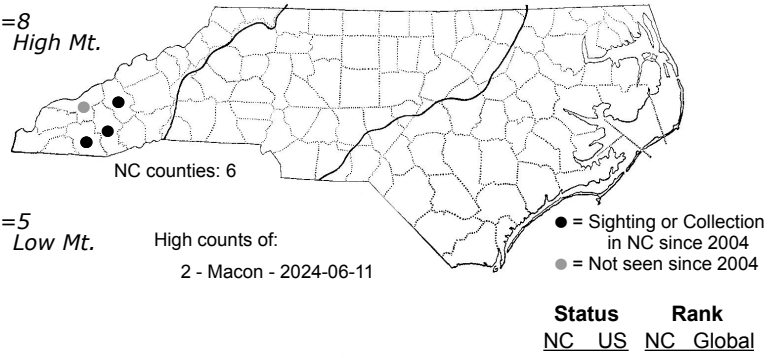 =8
High Mt.
NC counties: 6
=5
Low Mt.
High counts of:
2 - Macon - 2024-06-11
● = Sighting or Collection
in NC since 2004
● = Not seen since 2004
Status Rank
NC US NC Global